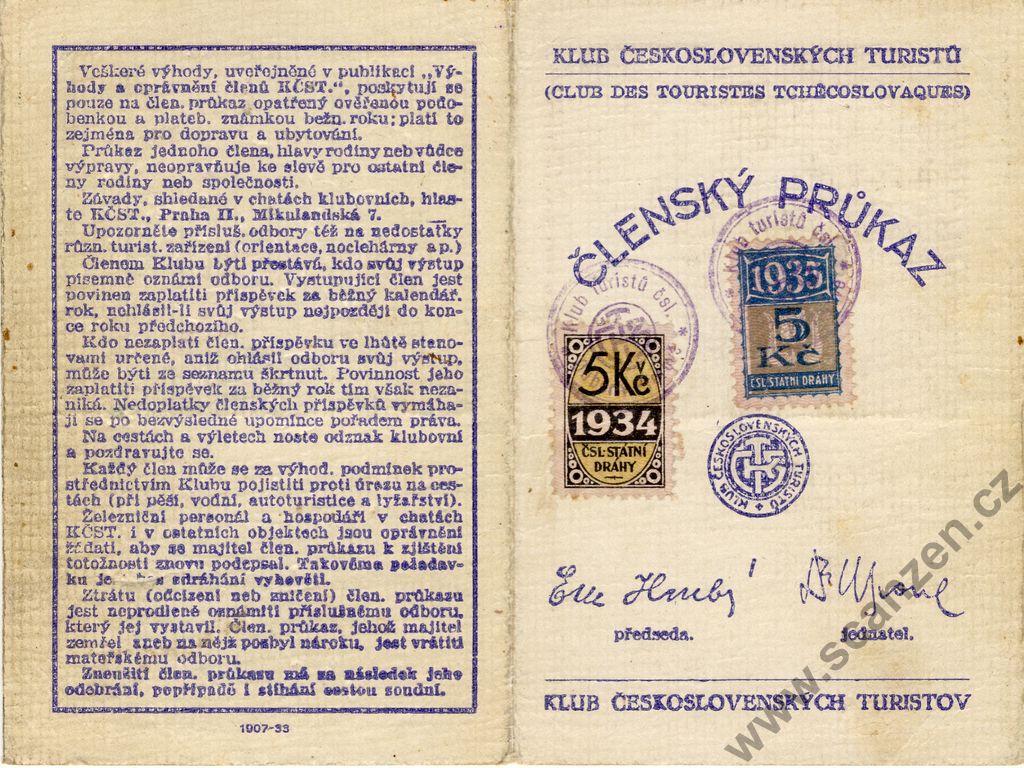 Veškeré výhody, uveřejněné v publikaci „Vý-
hody a oprávnění členů KČST.", poskytují se
pouze na člen. průkaz opatřený ověřenou podo-
benkou a plateb. známkou bežn. roku; platí to
zejména pro dopravu a ubytování.
Průkaz jednoho člena, hlavy rodiny neb vůdce
výpravy, neopravňuje ke slevě pro ostatní čle-
ny rodiny neb společnosti.
Závady, shledané v chatách klubovních, hlas-
te KČST., Praha II., Mikulandská 7.
Upozorněte přísluš. odbory též na nedostatky
různ. turist. zařízení (orientace, noclehárny a p.)
Členem Klubu býti přestává, kdo svůj výstup
písemně oznámí odboru. Vystupující člen jest
povinen zaplatiti příspěvek za běžný kalendář.
rok, nehlásil-li svůj výstup nejpozději do kon-
ce roku předchozího.
Kdo nezaplatí člen. příspěvku ve lhůtě stano-
vami určené, aniž ohlásil odboru svůj výstup,
může býti ze seznamu škrtnut. Povinnost jeho
zaplatiti příspěvek za běžný rok tím však neza-
niká. Nedoplatky členských příspěvků vymáha-
jí se po bezvýsledné upomínce pořadem práva.
Na cestách a výletech noste odznak klubovní
a pozdravujte se.
Každý člen může se za výhod. podmínek pro-
střednictvím Klubu pojistiti proti úrazu na ces-
tách (při pěší, vodní, autoturistice a lyžařství).
Železniční personál a hospodáři v chatách
KČST. i v ostatních objektech jsou oprávněni
žádati, aby se majitel člen. průkazu k zjištění
totožnosti znovu podepsal. Takovému požadav-
ku je zdráhání vyhověti.
Ztrátu (odcizení neb zničení) člen. průkazu
jest neprodleně oznámiti příslušnému odboru,
který jej vystavil. Člen. průkaz, jehož majitel
zemřel aneb na nějž pozbyl nároku, jest vrátiti
mateřskému odboru.
Zneužití člen. průkazu má za následek jeho
odebrání, popřípadě i stíhání cestou soudní.
1907-33
KLUB ČESKOSLOVENSKÝCH TURISTŮ
(CLUB DES TOURISTES TCHÉCOSLOVAQUES)
ČLENSKÝ PRŮKAZ
Klub turistů čsl. *
Klub turistů čsl. *
1935
5
Kč
ČSL. STÁTNÍ DRÁHY
5 Kč
1934
ČSL. STÁTNÍ
DRÁHY
KLUB ČESKOSLOVENSKÝCH TURISTŮ
předseda.
jednatel.
KLUB ČESKOSLOVENSKÝCH TURISTOV
www.scanzen.cz